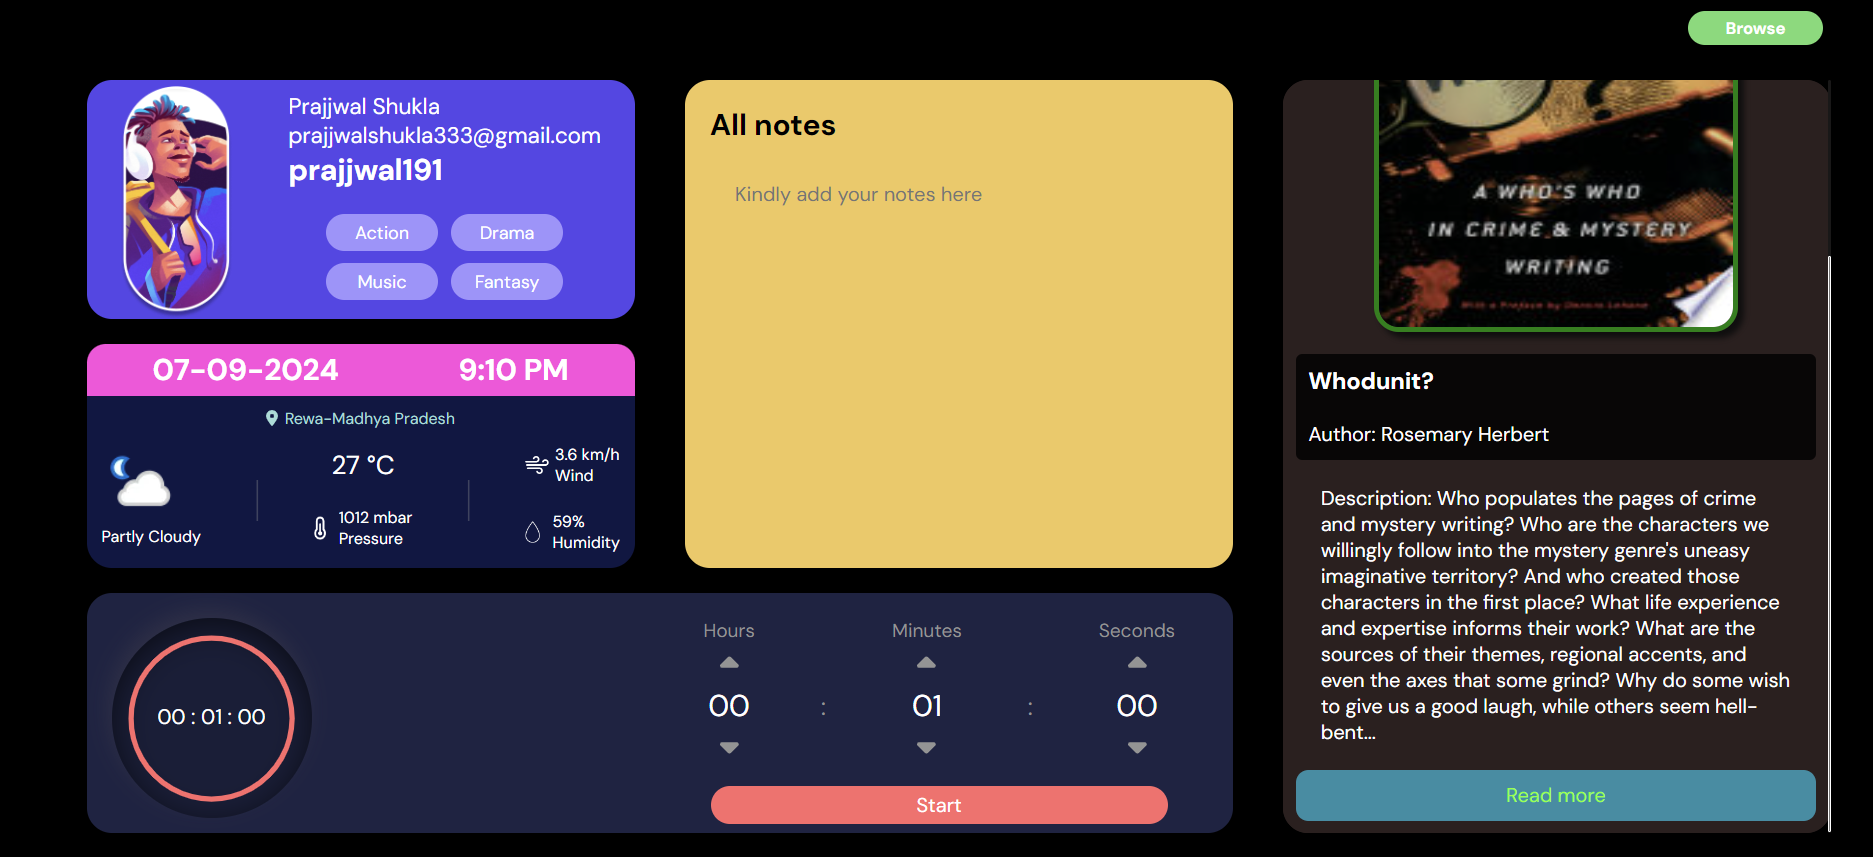 Browse
Prajjwal Shukla
prajjwalshukla333@gmail.com
prajjwal191
Action
Drama
Music
Fantasy
07-09-2024
9:10 PM
Rewa-Madhya Pradesh
27 °C
3.6 km/h
Wind
Partly Cloudy
1012 mbar
Pressure
59%
Humidity
All notes
Kindly add your notes here
00 : 01 : 00
Hours
Minutes
Seconds
00 : 01 : 00
Start
A WHO'S WHO
IN CRIME & MYSTERY
WRITING
With a Preface by Dennis Lehane
Whodunit?
Author: Rosemary Herbert
Description: Who populates the pages of crime
and mystery writing? Who are the characters we
willingly follow into the mystery genre's uneasy
imaginative territory? And who created those
characters in the first place? What life experience
and expertise informs their work? What are the
sources of their themes, regional accents, and
even the axes that some grind? Why do some wish
to give us a good laugh, while others seem hell-
bent...
Read more